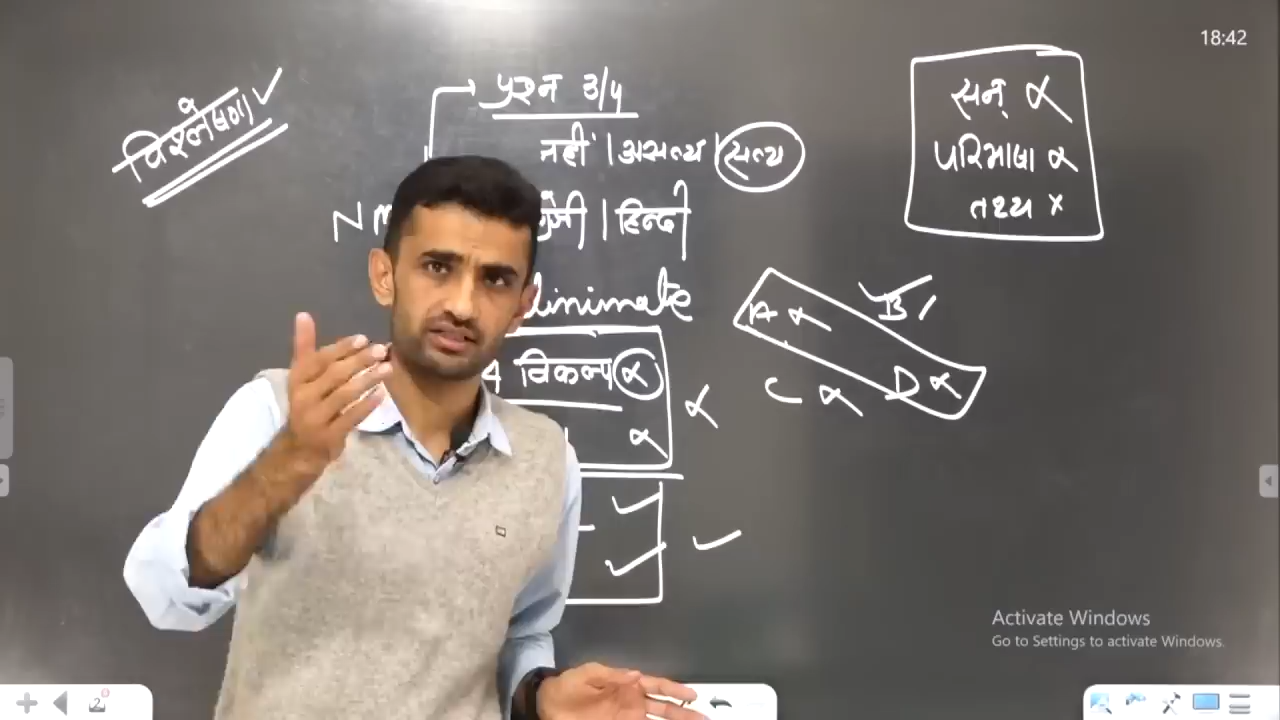 18:42
विश्लेषण ✓
प्रश्न 3/4
नहीं | असत्य | सत्य
हिन्दी
सन् α
परिभाषा α
तथ्य x
A α B
C α D α
4 विकल्प α
α
α
Activate Windows
Go to Settings to activate Windows.
2